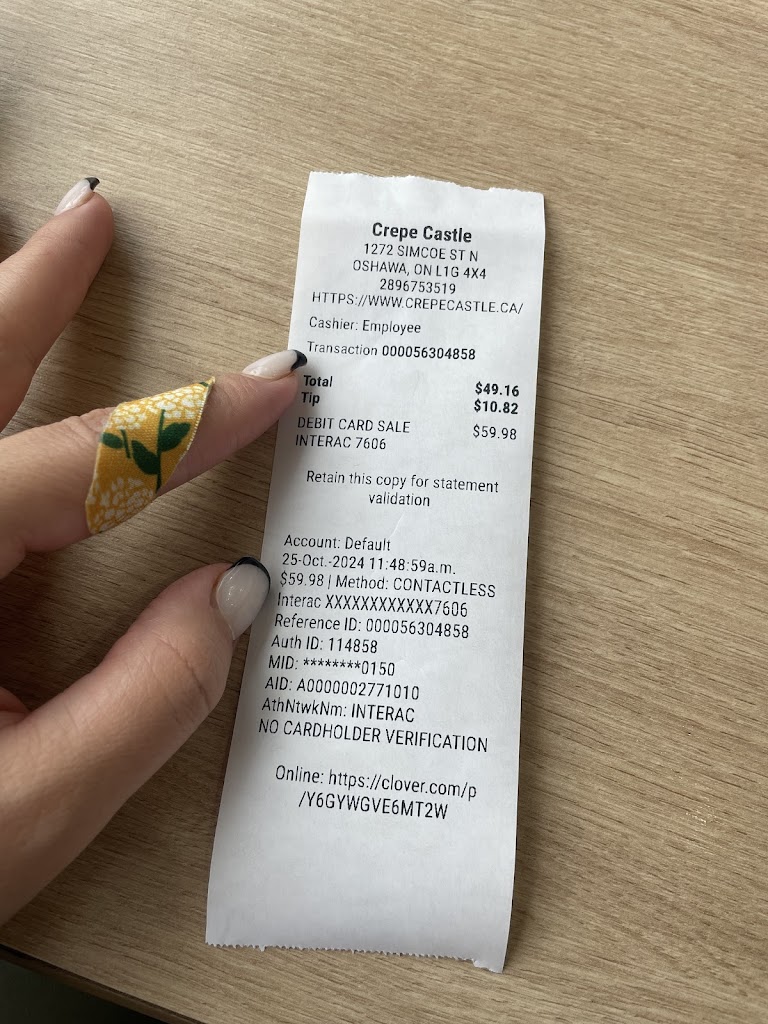 Crepe Castle
1272 SIMCOE ST N
OSHAWA, ON L1G 4X4
2896753519
HTTPS://WWW.CREPECASTLE.CA/
Cashier: Employee
Transaction 000056304858
Total $49.16
Tip $10.82
DEBIT CARD SALE $59.98
INTERAC 7606
Retain this copy for statement
validation
Account: Default
25-Oct.-2024 11:48:59a.m.
$59.98 | Method: CONTACTLESS
Interac XXXXXXXXXXXX7606
Reference ID: 000056304858
Auth ID: 114858
MID: ********0150
AID: A0000002771010
AthNtwkNm: INTERAC
NO CARDHOLDER VERIFICATION
Online: https://clover.com/p
/Y6GYWGVE6MT2W